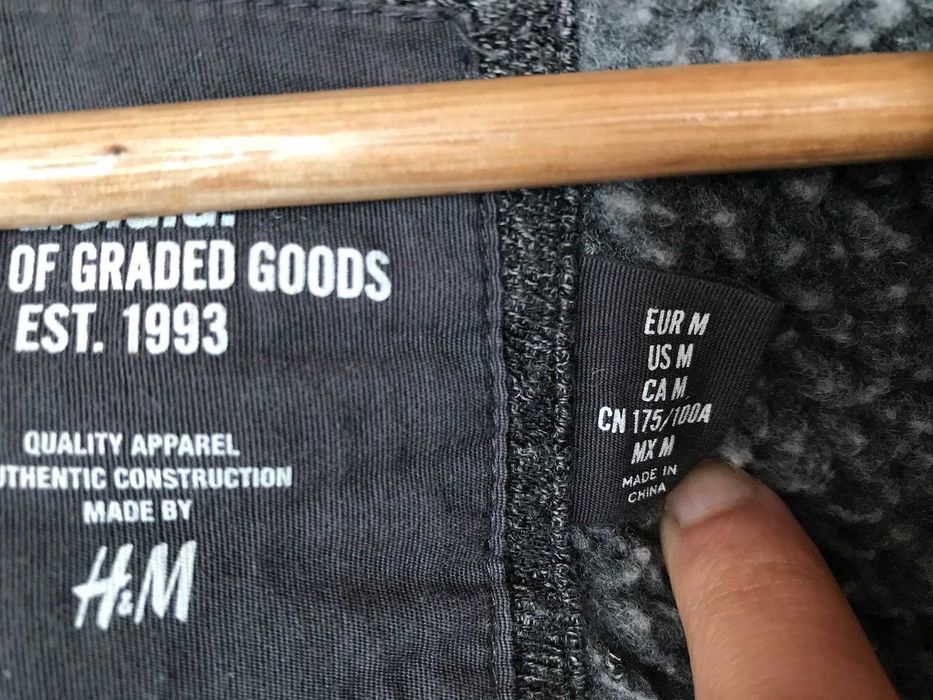 OF GRADED GOODS
EST. 1993
QUALITY APPAREL
UTHENTIC CONSTRUCTION
MADE BY
H&M
EUR M
US M
CA M
CN 175/100A
MX M
MADE IN
CHINA